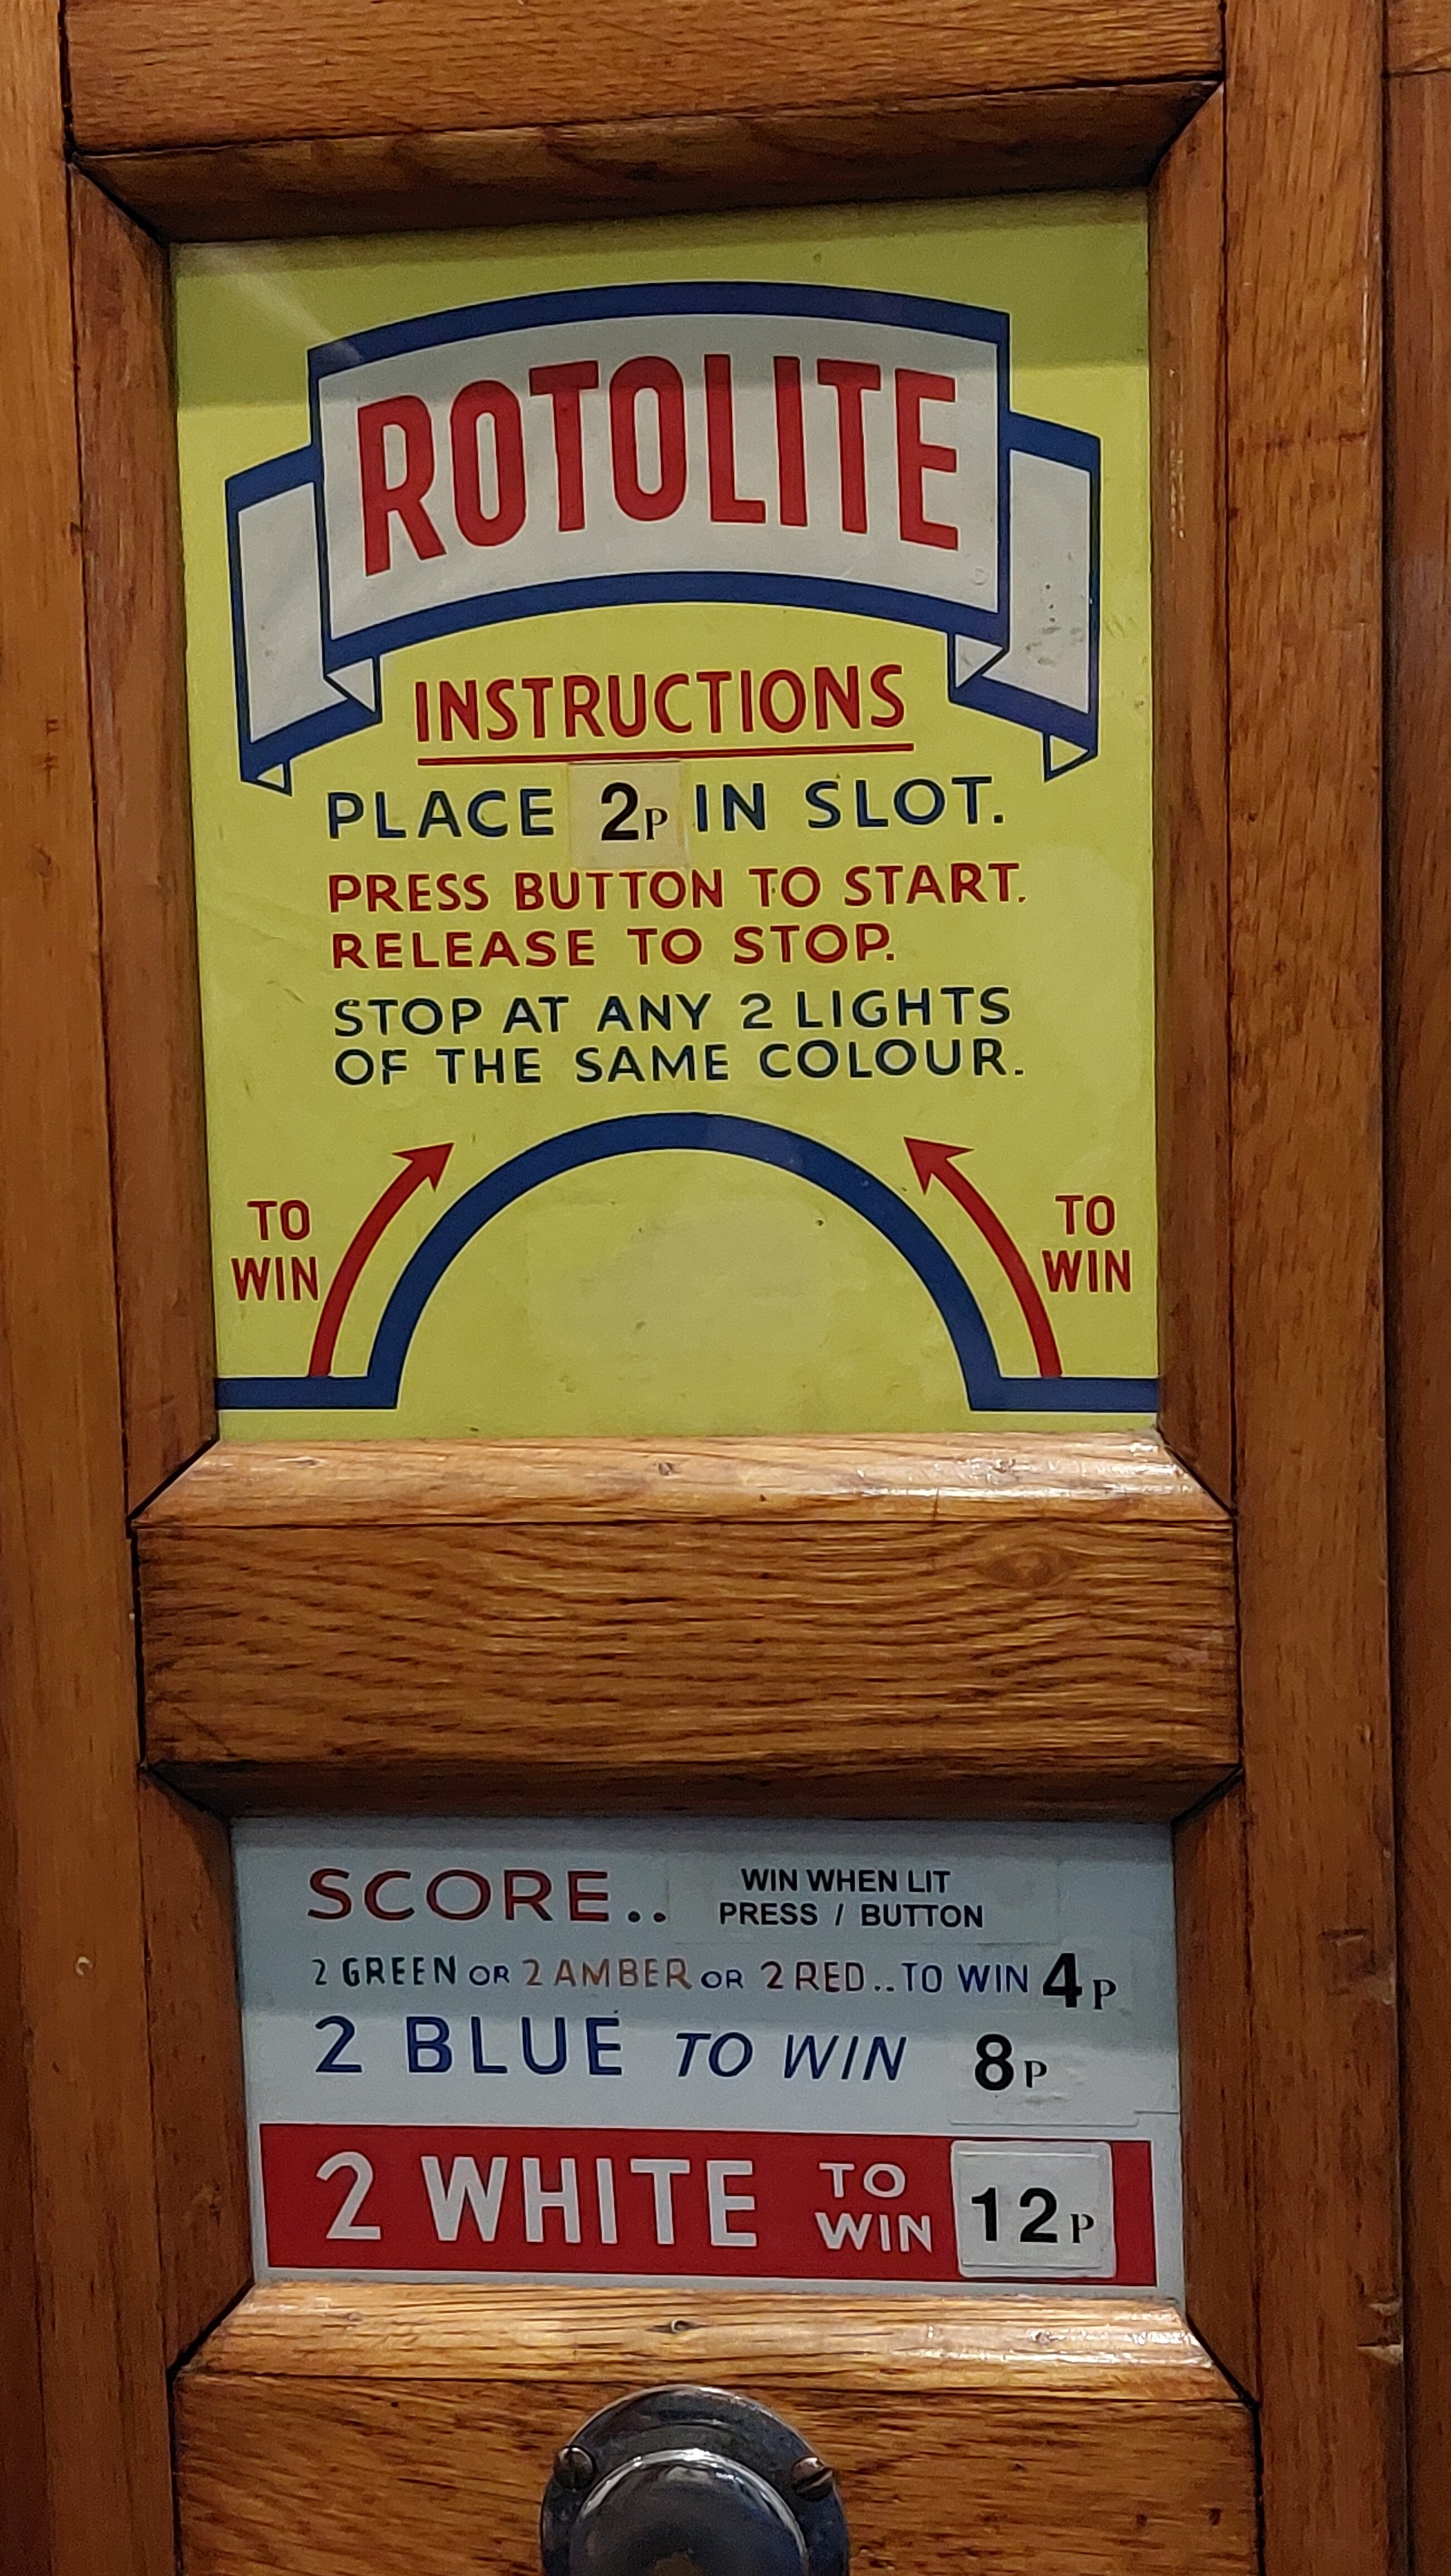 ROTOLITE
INSTRUCTIONS
PLACE 2P IN SLOT.
PRESS BUTTON TO START.
RELEASE TO STOP.
STOP AT ANY 2 LIGHTS
OF THE SAME COLOUR.
TO
WIN
TO
WIN
SCORE..
WIN WHEN LIT
PRESS / BUTTON
2 GREEN OR 2 AMBER OR 2 RED.. TO WIN 4P
2 BLUE TO WIN 8P
2 WHITE TO
WIN 12P